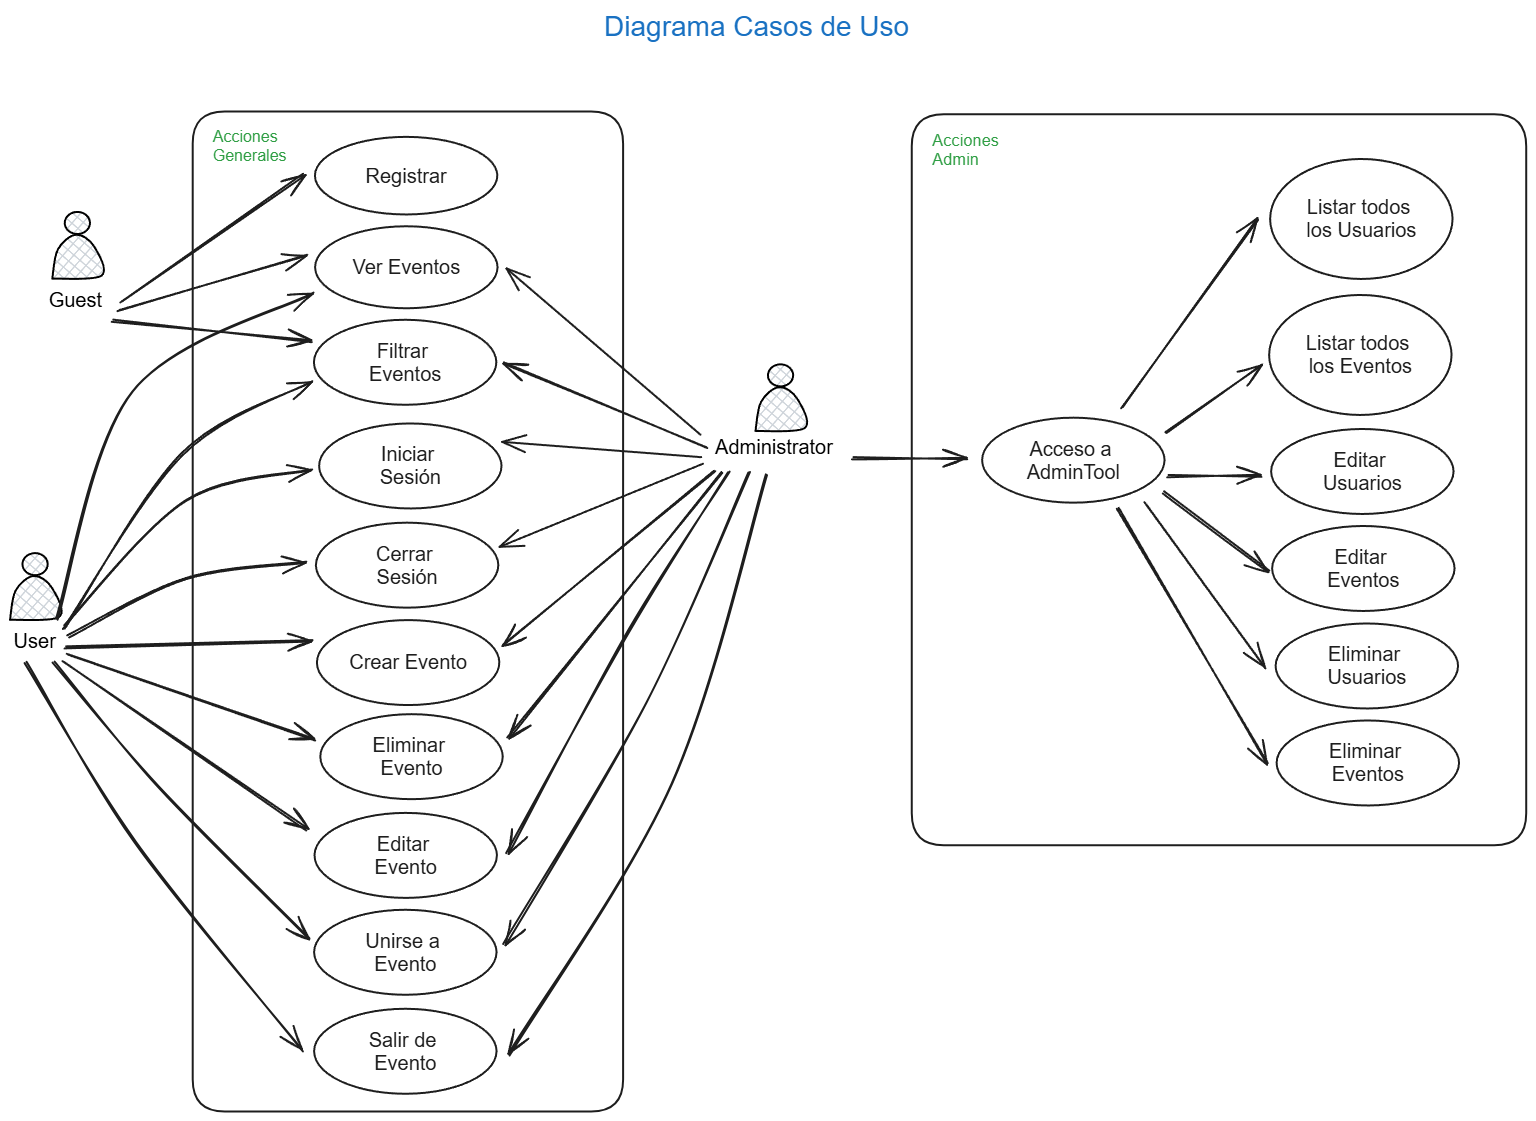 Diagrama Casos de Uso
Acciones
Generales
Registrar
Ver Eventos
Filtrar
Eventos
Iniciar
Sesión
Cerrar
Sesión
Crear Evento
Eliminar
Evento
Editar
Evento
Unirse a
Evento
Salir de
Evento
Guest
User
Administrator
Acciones
Admin
Acceso a
AdminTool
Listar todos
los Usuarios
Listar todos
los Eventos
Editar
Usuarios
Editar
Eventos
Eliminar
Usuarios
Eliminar
Eventos